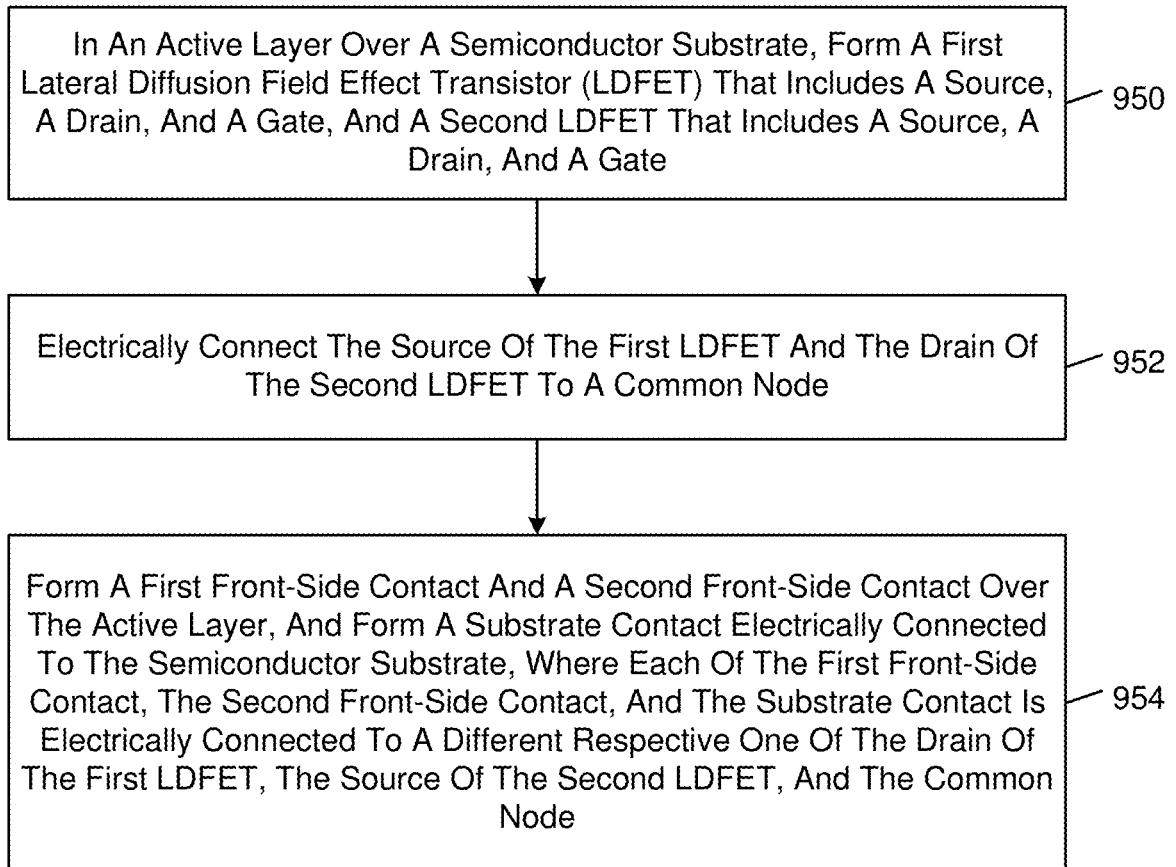 In An Active Layer Over A Semiconductor Substrate, Form A First
Lateral Diffusion Field Effect Transistor (LDFET) That Includes A Source,
A Drain, And A Gate, And A Second LDFET That Includes A Source, A
Drain, And A Gate
950
Electrically Connect The Source Of The First LDFET And The Drain Of
The Second LDFET To A Common Node
952
Form A First Front-Side Contact And A Second Front-Side Contact Over
The Active Layer, And Form A Substrate Contact Electrically Connected
To The Semiconductor Substrate, Where Each Of The First Front-Side
Contact, The Second Front-Side Contact, And The Substrate Contact Is
Electrically Connected To A Different Respective One Of The Drain Of
The First LDFET, The Source Of The Second LDFET, And The Common
Node
954